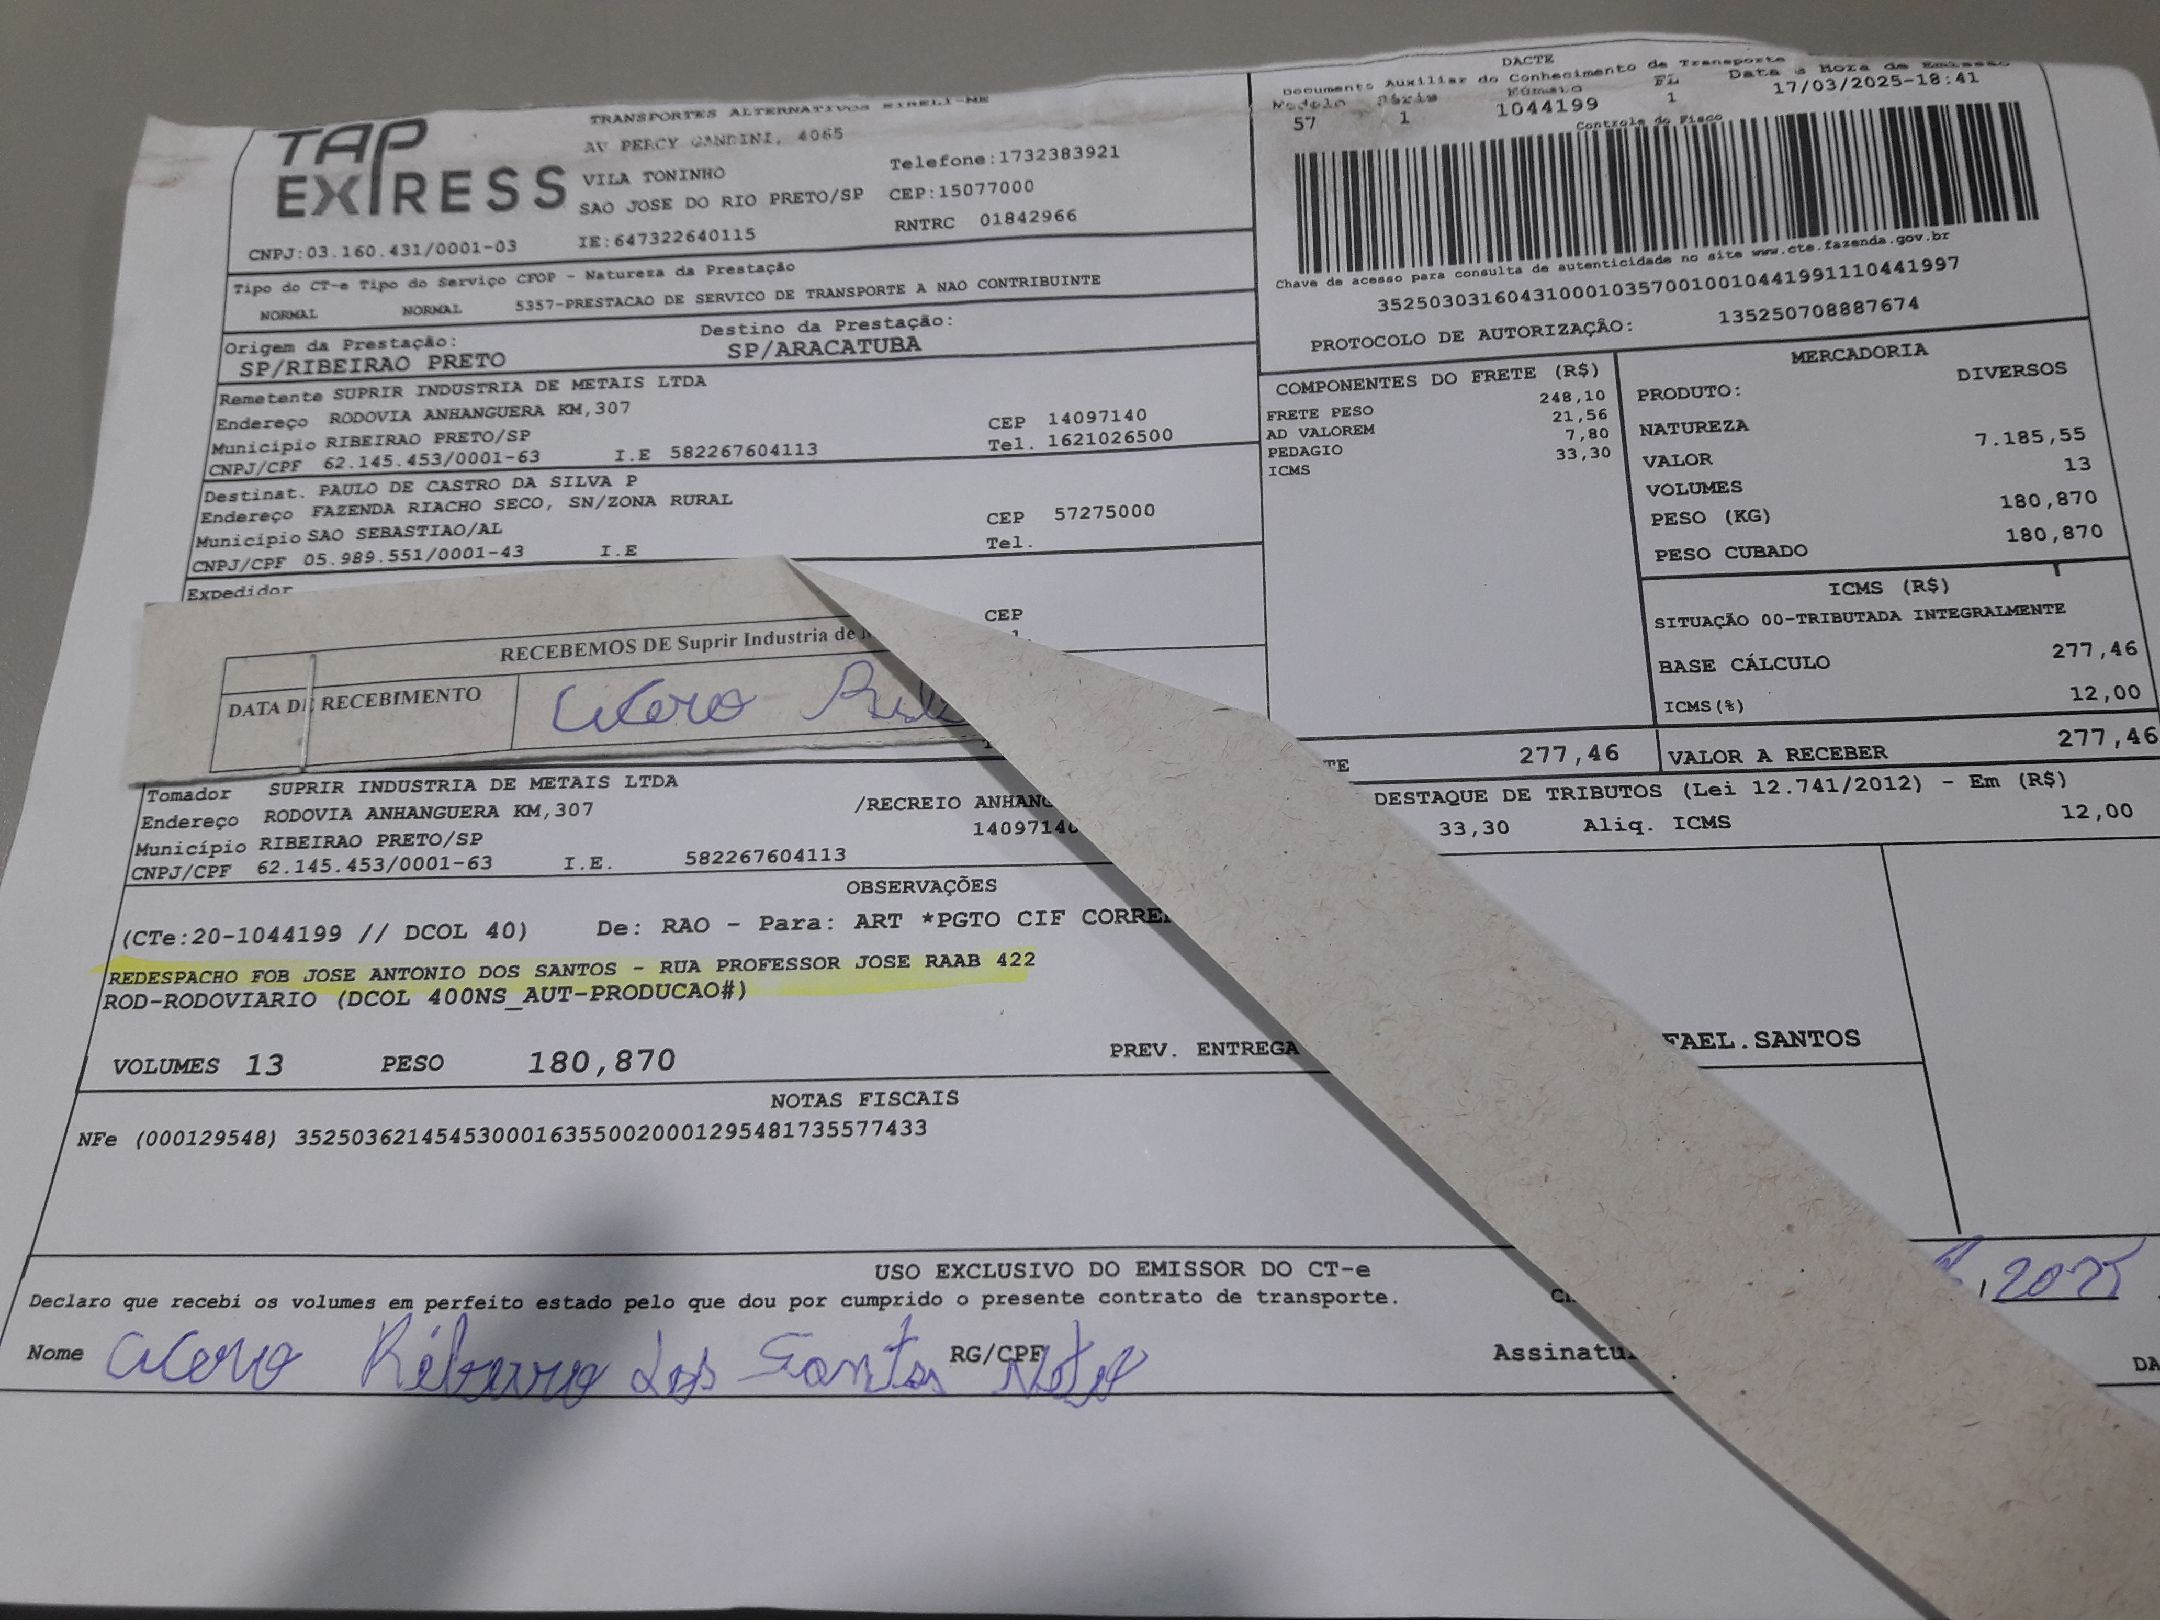 TAP EXPRESS
TRANSPORTES ALTERNATIVOS EIRELI-ME
AV PERCY GANDINI, 4065
VILA TONINHO Telefone:1732383921
SAO JOSE DO RIO PRETO/SP CEP:15077000
CNPJ:03.160.431/0001-03 IE:647322640115 RNTRC 01842966
DACTE
Documento Auxiliar do Conhecimento de Transporte
Modelo Série Número FL Data e Hora de Emissão
57 1 1044199 1 17/03/2025-18:41
Controle do Fisco
Chave de acesso para consulta de autenticidade no site www.cte.fazenda.gov.br
35250303160431000103570010010441991110441997
PROTOCOLO DE AUTORIZAÇÃO: 135250708887674
Tipo do CT-e Tipo do Serviço CFOP - Natureza da Prestação
NORMAL NORMAL 5357-PRESTACAO DE SERVICO DE TRANSPORTE A NAO CONTRIBUINTE
Origem da Prestação: Destino da Prestação:
SP/RIBEIRAO PRETO SP/ARACATUBA
Remetente SUPRIR INDUSTRIA DE METAIS LTDA
Endereço RODOVIA ANHANGUERA KM,307 CEP 14097140
Município RIBEIRAO PRETO/SP Tel. 1621026500
CNPJ/CPF 62.145.453/0001-63 I.E 582267604113
Destinat. PAULO DE CASTRO DA SILVA P
Endereço FAZENDA RIACHO SECO, SN/ZONA RURAL CEP 57275000
Município SAO SEBASTIAO/AL Tel.
CNPJ/CPF 05.989.551/0001-43 I.E
Expedidor
CEP
COMPONENTES DO FRETE (R$)
FRETE PESO 248,10
AD VALOREM 21,56
PEDAGIO 7,80
ICMS 33,30
MERCADORIA
PRODUTO: DIVERSOS
NATUREZA
VALOR 7.185,55
VOLUMES 13
PESO (KG) 180,870
PESO CUBADO 180,870
ICMS (R$)
SITUAÇÃO 00-TRIBUTADA INTEGRALMENTE
BASE CÁLCULO 277,46
ICMS(%) 12,00
TE 277,46 VALOR A RECEBER 277,46
DESTAQUE DE TRIBUTOS (Lei 12.741/2012) - Em (R$)
33,30 Aliq. ICMS 12,00
RECEBEMOS DE Suprir Industria de
DATA DE RECEBIMENTO Cicero
Tomador SUPRIR INDUSTRIA DE METAIS LTDA
Endereço RODOVIA ANHANGUERA KM,307 /RECREIO ANHANG
Município RIBEIRAO PRETO/SP 14097140
CNPJ/CPF 62.145.453/0001-63 I.E. 582267604113
OBSERVAÇÕES
(CTe:20-1044199 // DCOL 40) De: RAO - Para: ART *PGTO CIF CORRE
REDESPACHO FOB JOSE ANTONIO DOS SANTOS - RUA PROFESSOR JOSE RAAB 422
ROD-RODOVIARIO (DCOL 400NS_AUT-PRODUCAO#)
VOLUMES 13 PESO 180,870 PREV. ENTREGA FAEL.SANTOS
NOTAS FISCAIS
NFe (000129548) 35250362145453000163550020001295481735577433
USO EXCLUSIVO DO EMISSOR DO CT-e
Declaro que recebi os volumes em perfeito estado pelo que dou por cumprido o presente contrato de transporte.
, 2025
Nome Cicero Ribeiro dos Santos Neto RG/CPF Assinatu DA